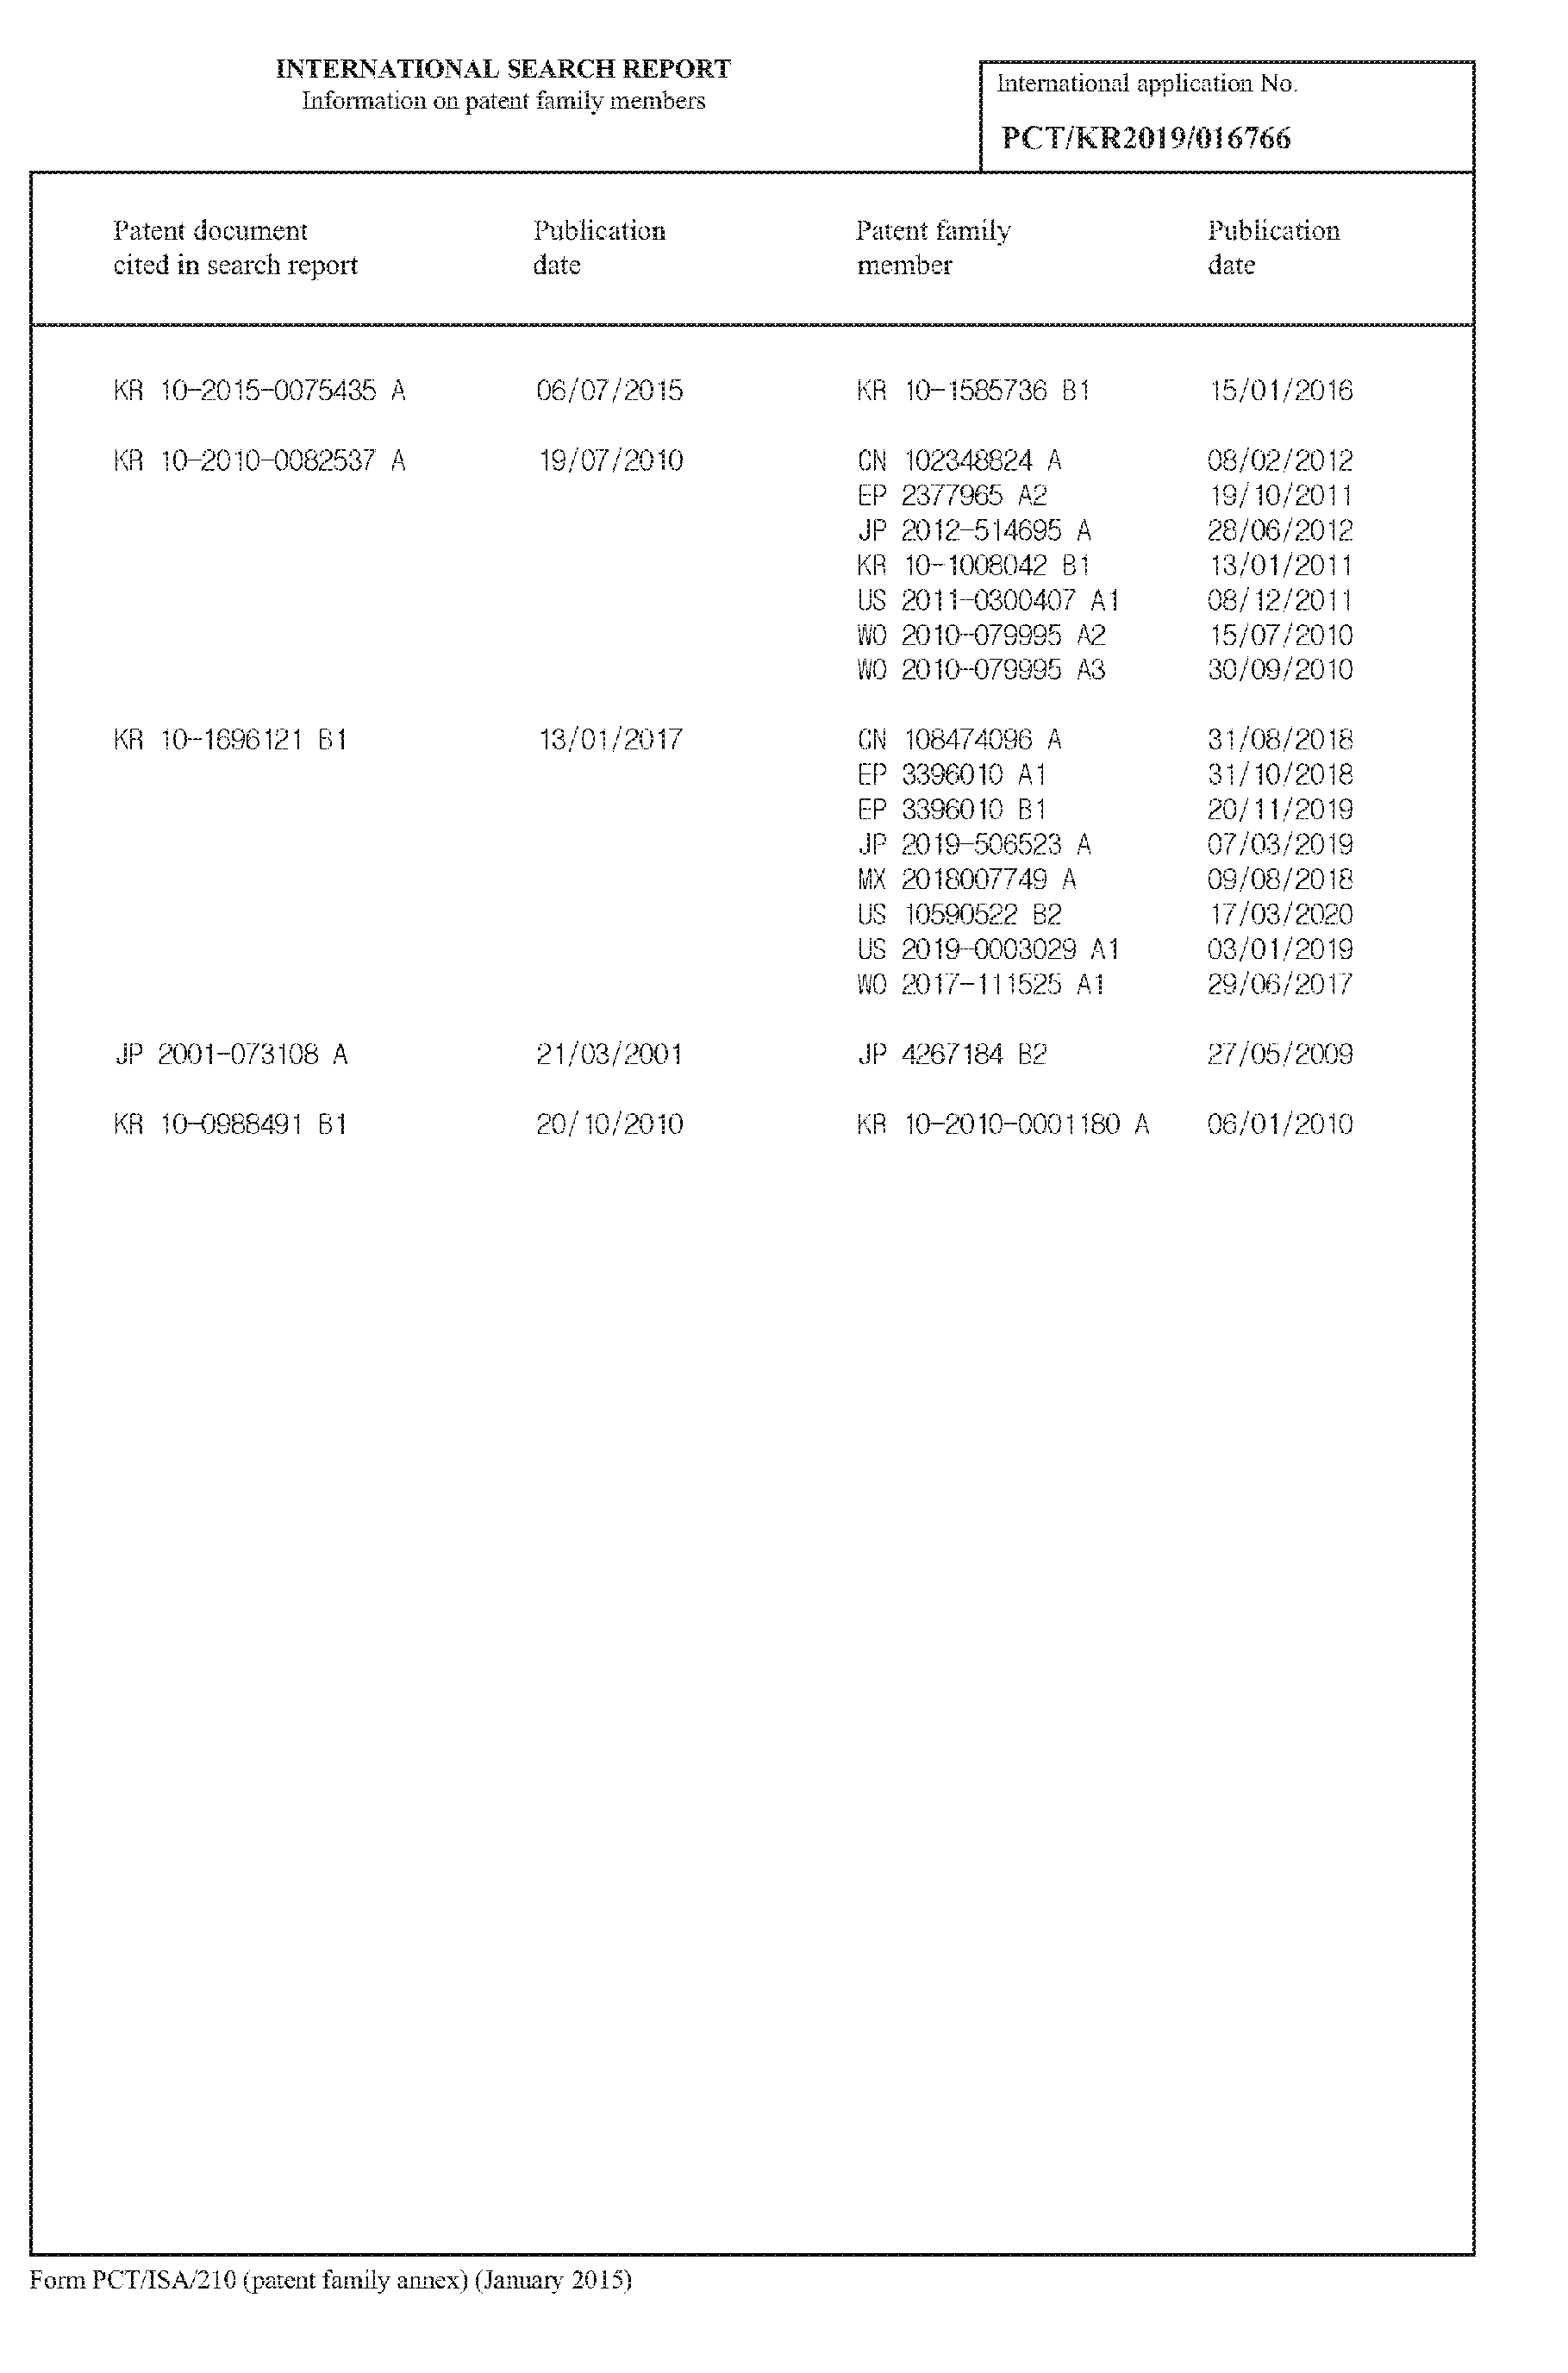 INTERNATIONAL SEARCH REPORT
Information on patent family members
International application No.
PCT/KR2019/016766
Patent document cited in search report Publication date Patent family member Publication date
KR 10-2015-0075435 A 06/07/2015 KR 10-1585736 B1 15/01/2016
KR 10-2010-0082537 A 19/07/2010 CN 102348824 A 08/02/2012
EP 2377965 A2 19/10/2011
JP 2012-514695 A 28/06/2012
KR 10-1008042 B1 13/01/2011
US 2011-0300407 A1 08/12/2011
WO 2010-079995 A2 15/07/2010
WO 2010-079995 A3 30/09/2010
KR 10-1696121 B1 13/01/2017 CN 108474096 A 31/08/2018
EP 3396010 A1 31/10/2018
EP 3396010 B1 20/11/2019
JP 2019-506523 A 07/03/2019
MX 2018007749 A 09/08/2018
US 10590522 B2 17/03/2020
US 2019-0003029 A1 03/01/2019
WO 2017-111525 A1 29/06/2017
JP 2001-073108 A 21/03/2001 JP 4267184 B2 27/05/2009
KR 10-0988491 B1 20/10/2010 KR 10-2010-0001180 A 06/01/2010
Form PCT/ISA/210 (patent family annex) (January 2015)